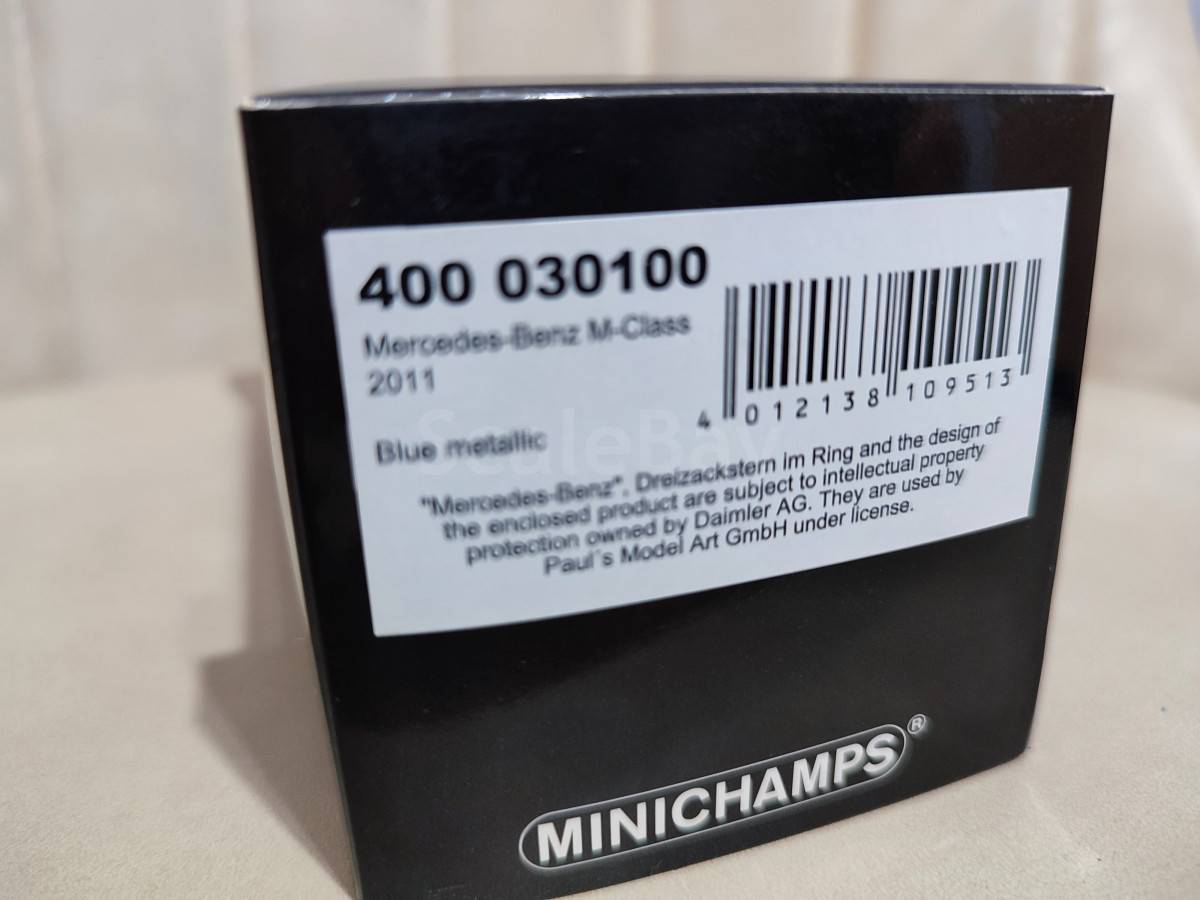 400 030100
Mercedes-Benz M-Class
2011
Blue metallic
4 012138 109513
"Mercedes-Benz". Dreizackstern im Ring and the design of
the enclosed product are subject to intellectual property
protection owned by Daimler AG. They are used by
Paul´s Model Art GmbH under license.
ScaleBay
MINICHAMPS®